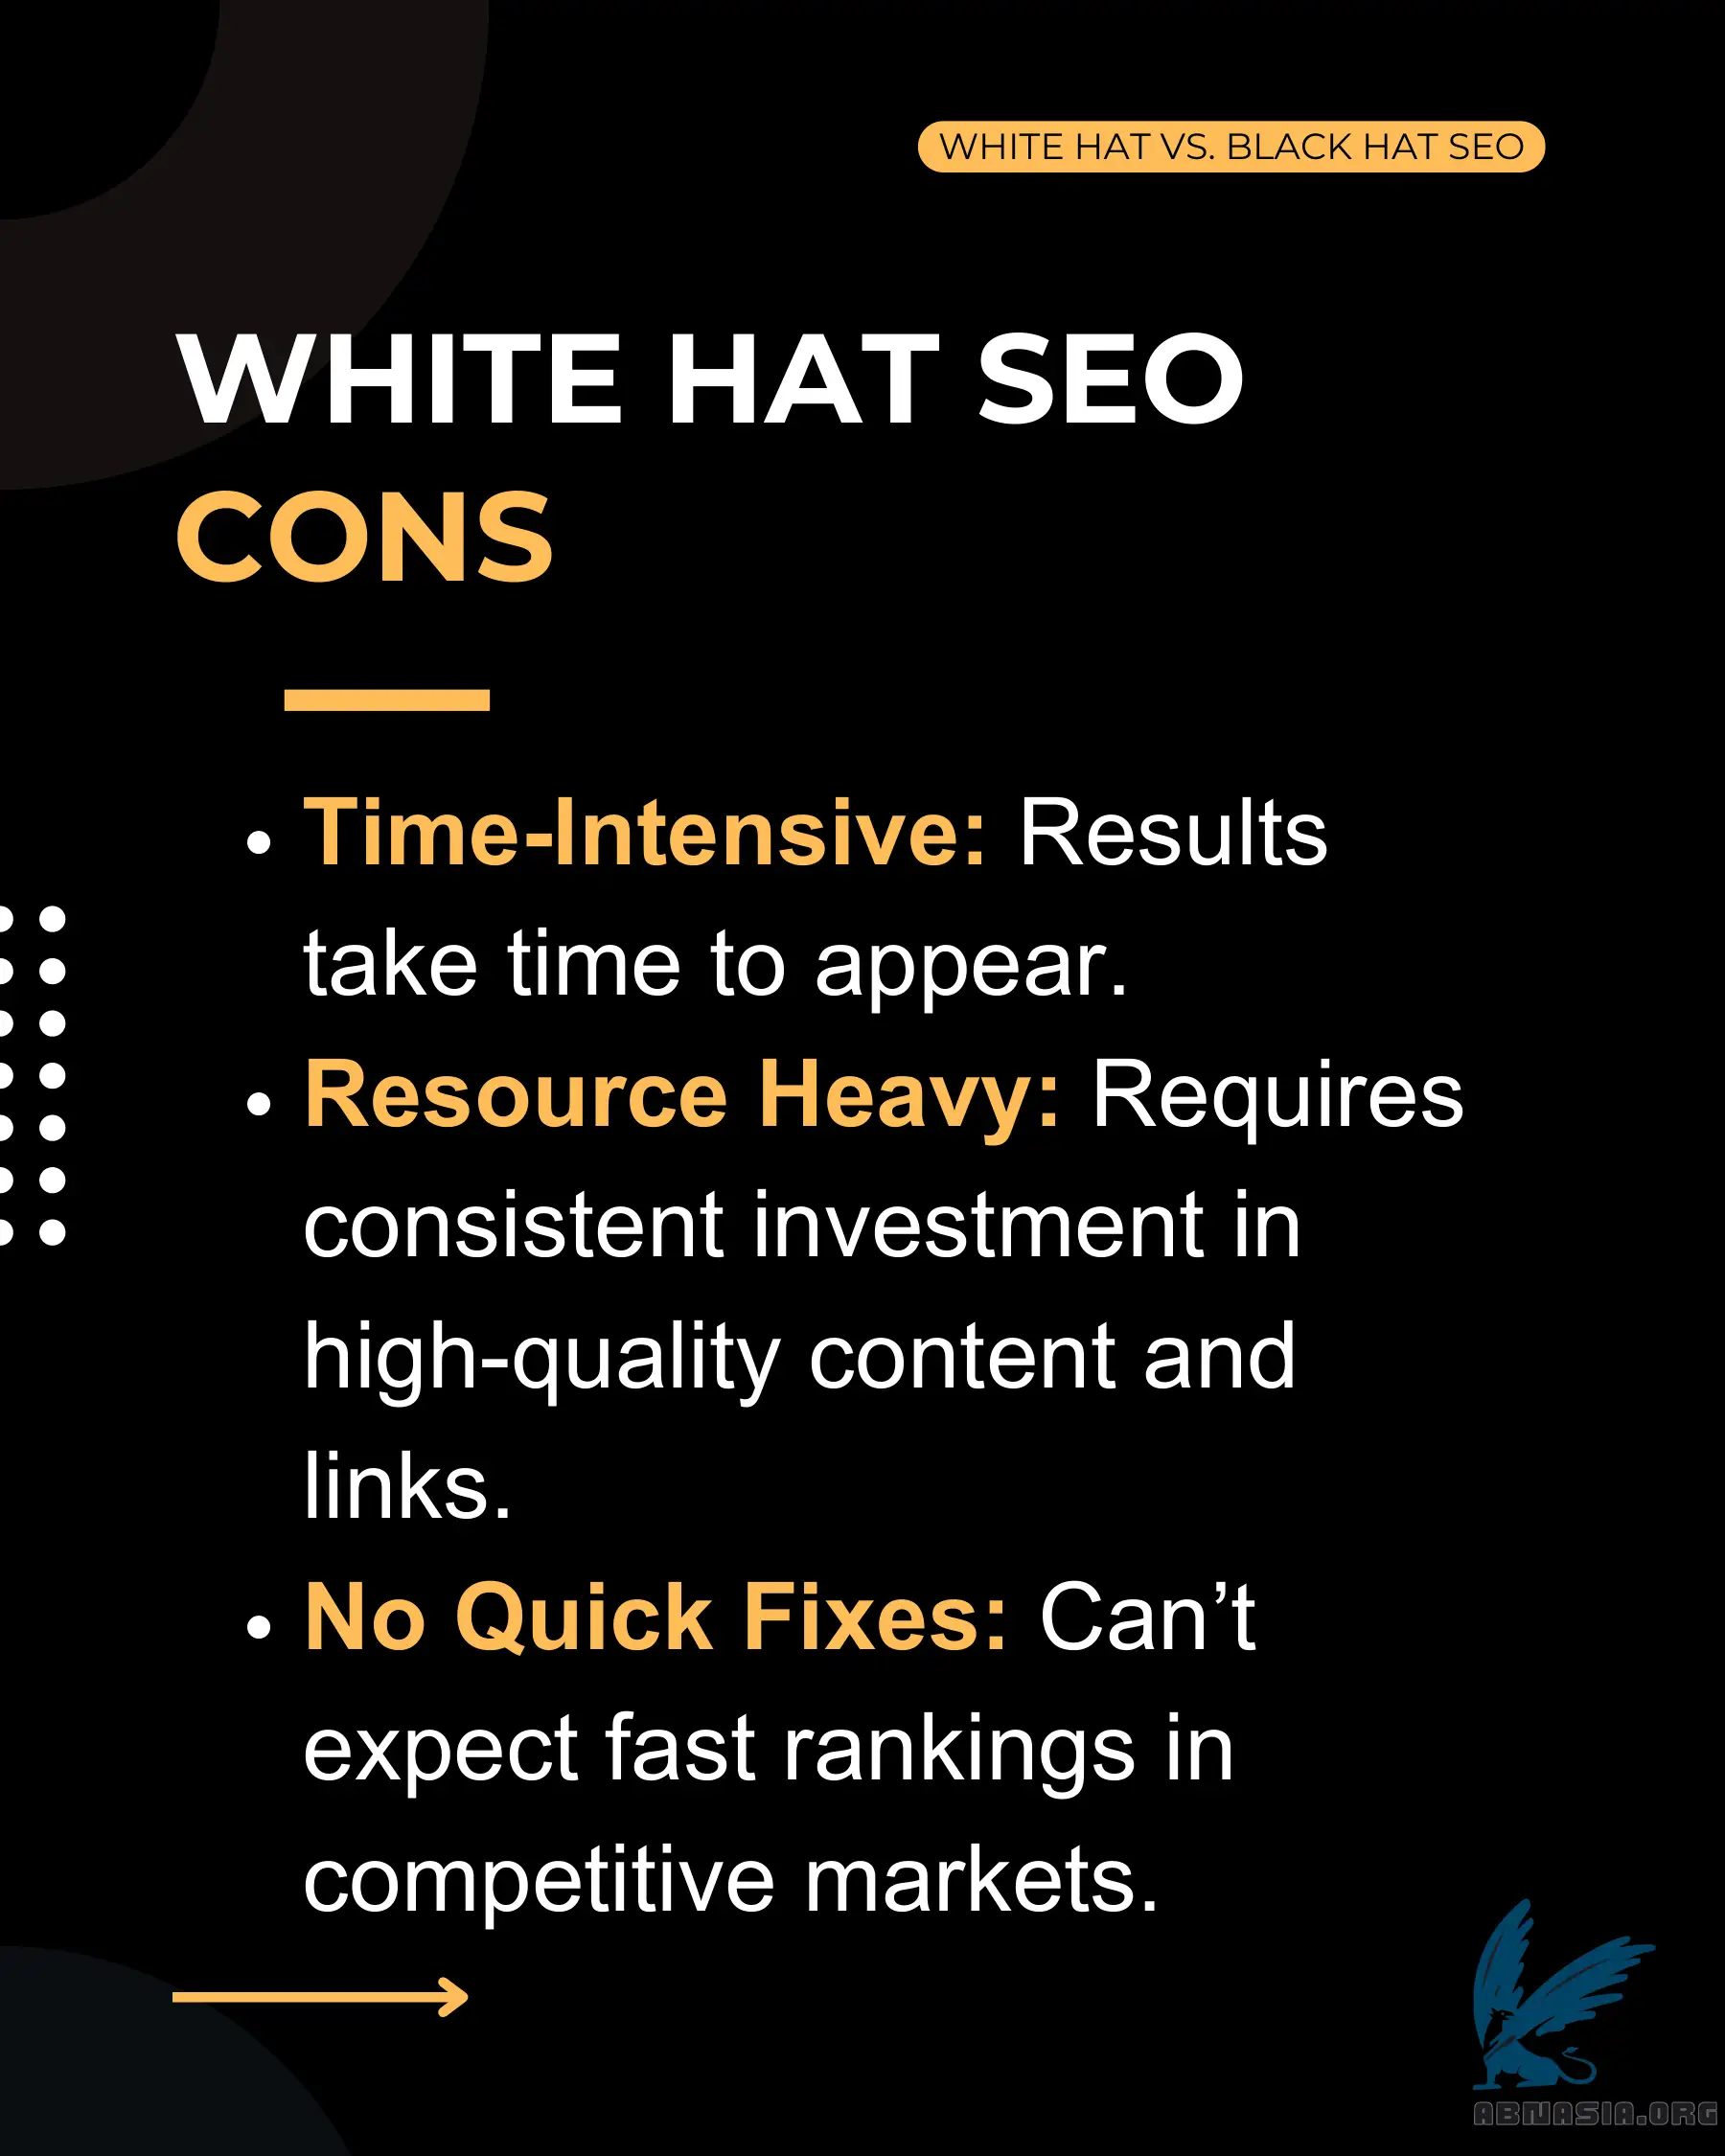 WHITE HAT VS. BLACK HAT SEO
WHITE HAT SEO
CONS
• Time-Intensive: Results
take time to appear.
• Resource Heavy: Requires
consistent investment in
high-quality content and
links.
• No Quick Fixes: Can’t
expect fast rankings in
competitive markets.
ABNASIA.ORG